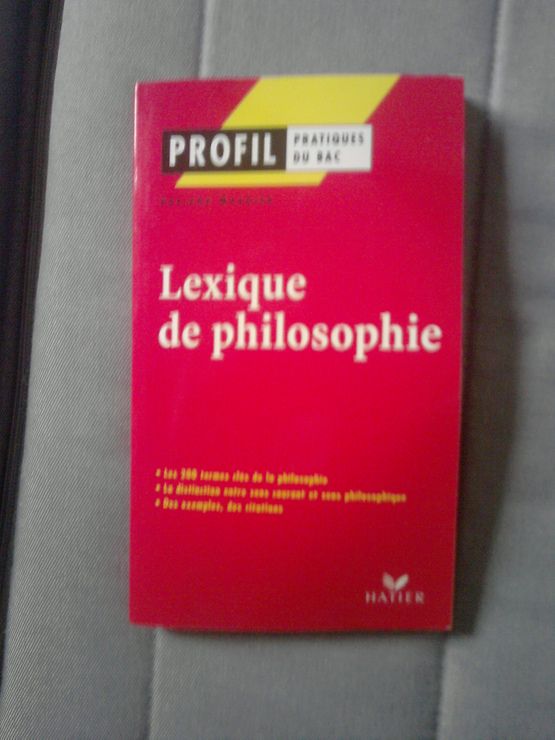 PROFIL
PRATIQUES
DU BAC
Lexique
de philosophie
Les 200 termes clés de la philosophie
La distinction entre sens courant et sens philosophique
Des exemples, des citations
HATIER